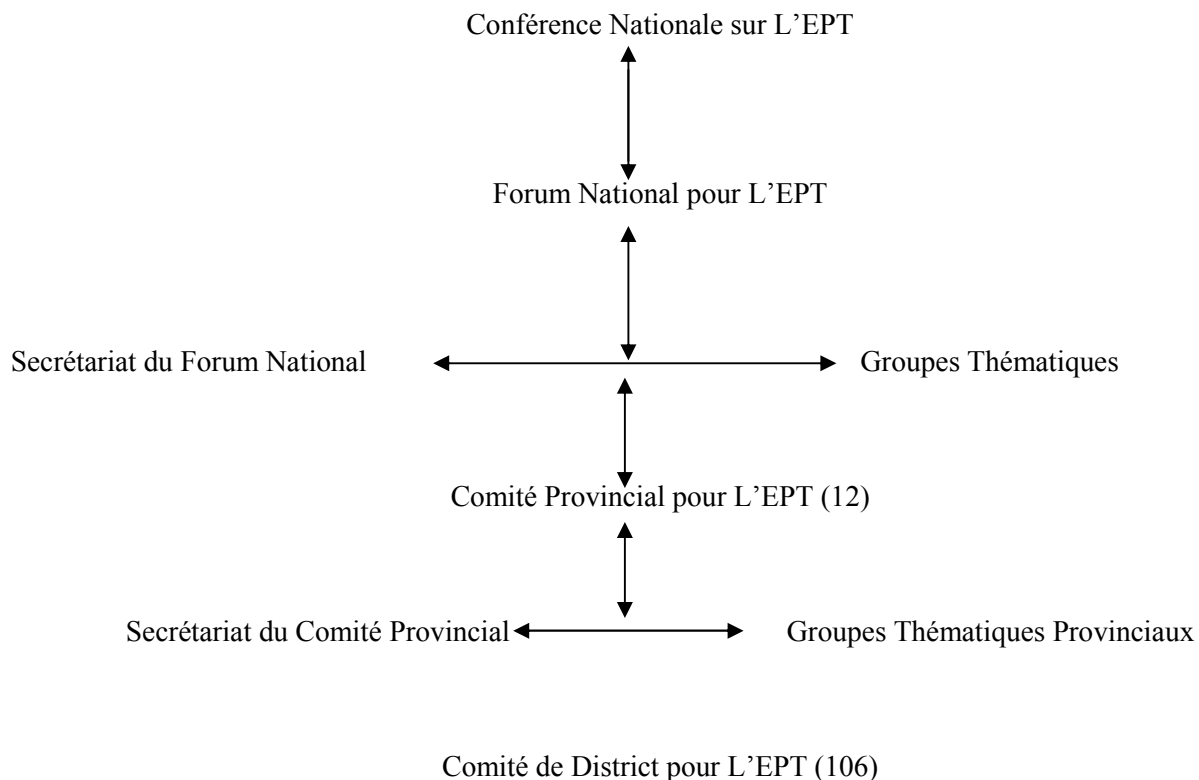 Conférence Nationale sur L’EPT
Forum National pour L’EPT
Secrétariat du Forum National
Groupes Thématiques
Comité Provincial pour L’EPT (12)
Secrétariat du Comité Provincial
Groupes Thématiques Provinciaux
Comité de District pour L’EPT (106)